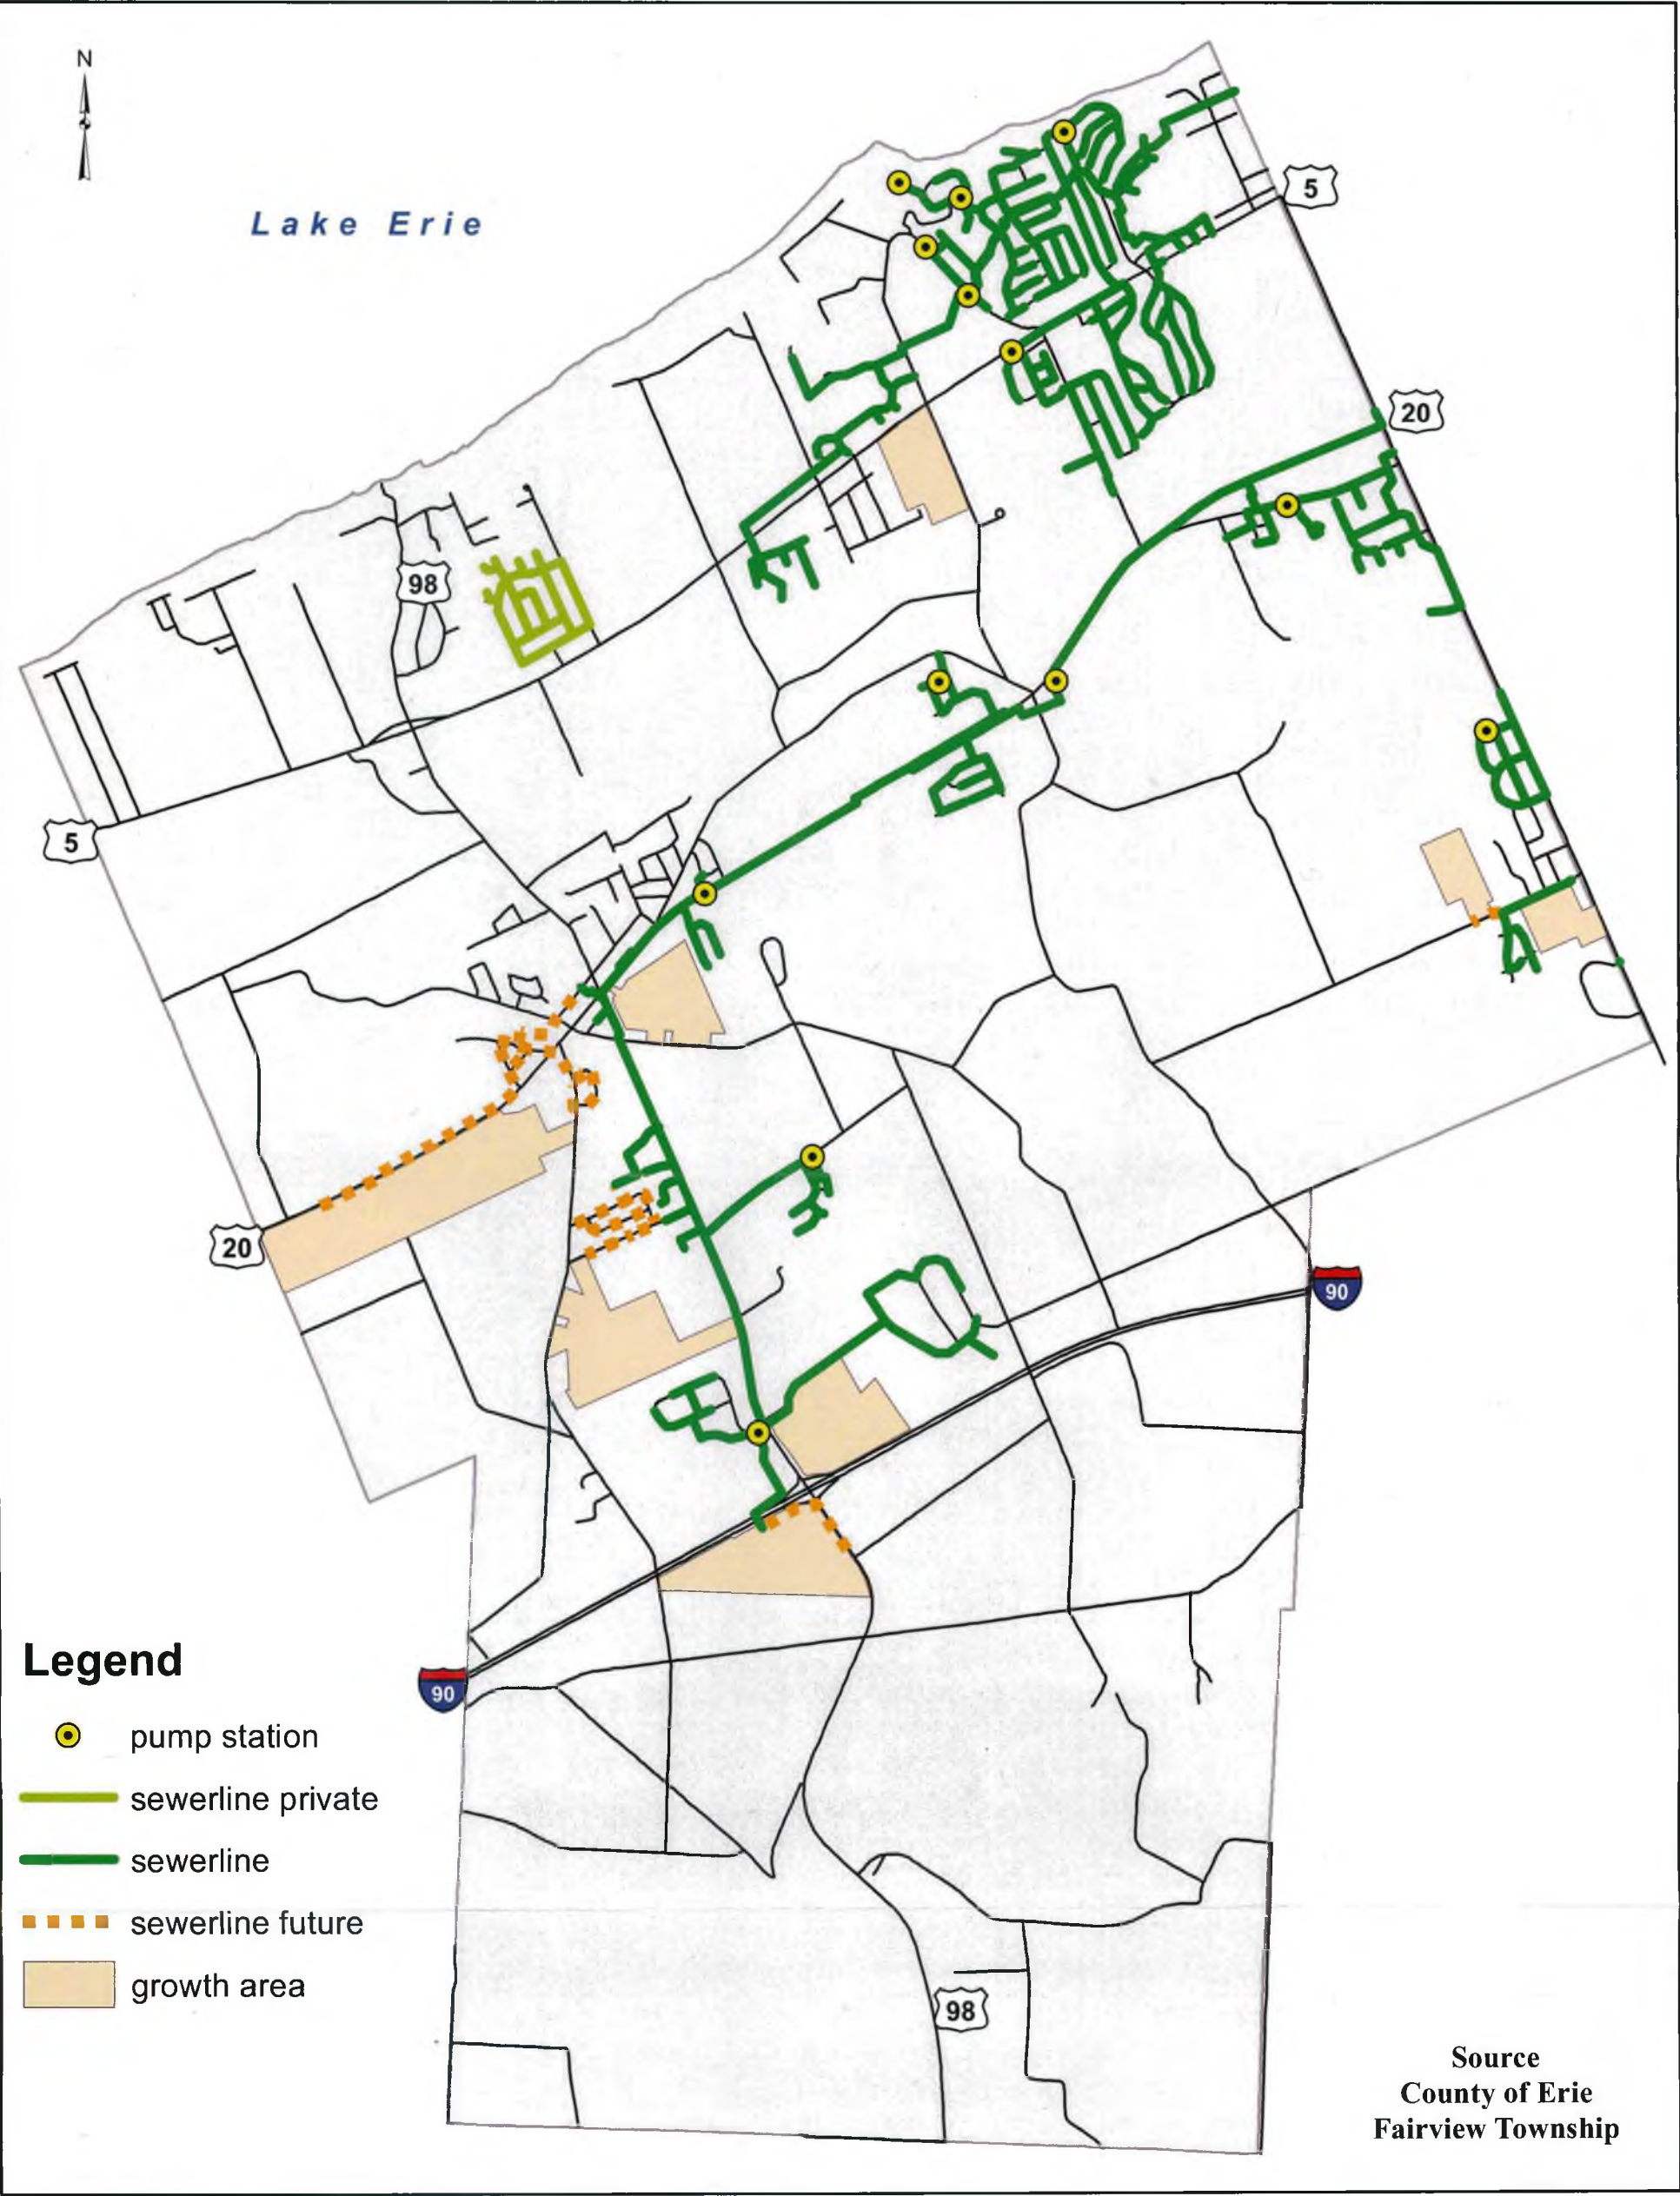 N
5
Lake Erie
20
98
5
20
90
Legend
90
pump station
sewerline private
sewerline
sewerline future
growth area
98
Source
County of Erie
Fairview Township